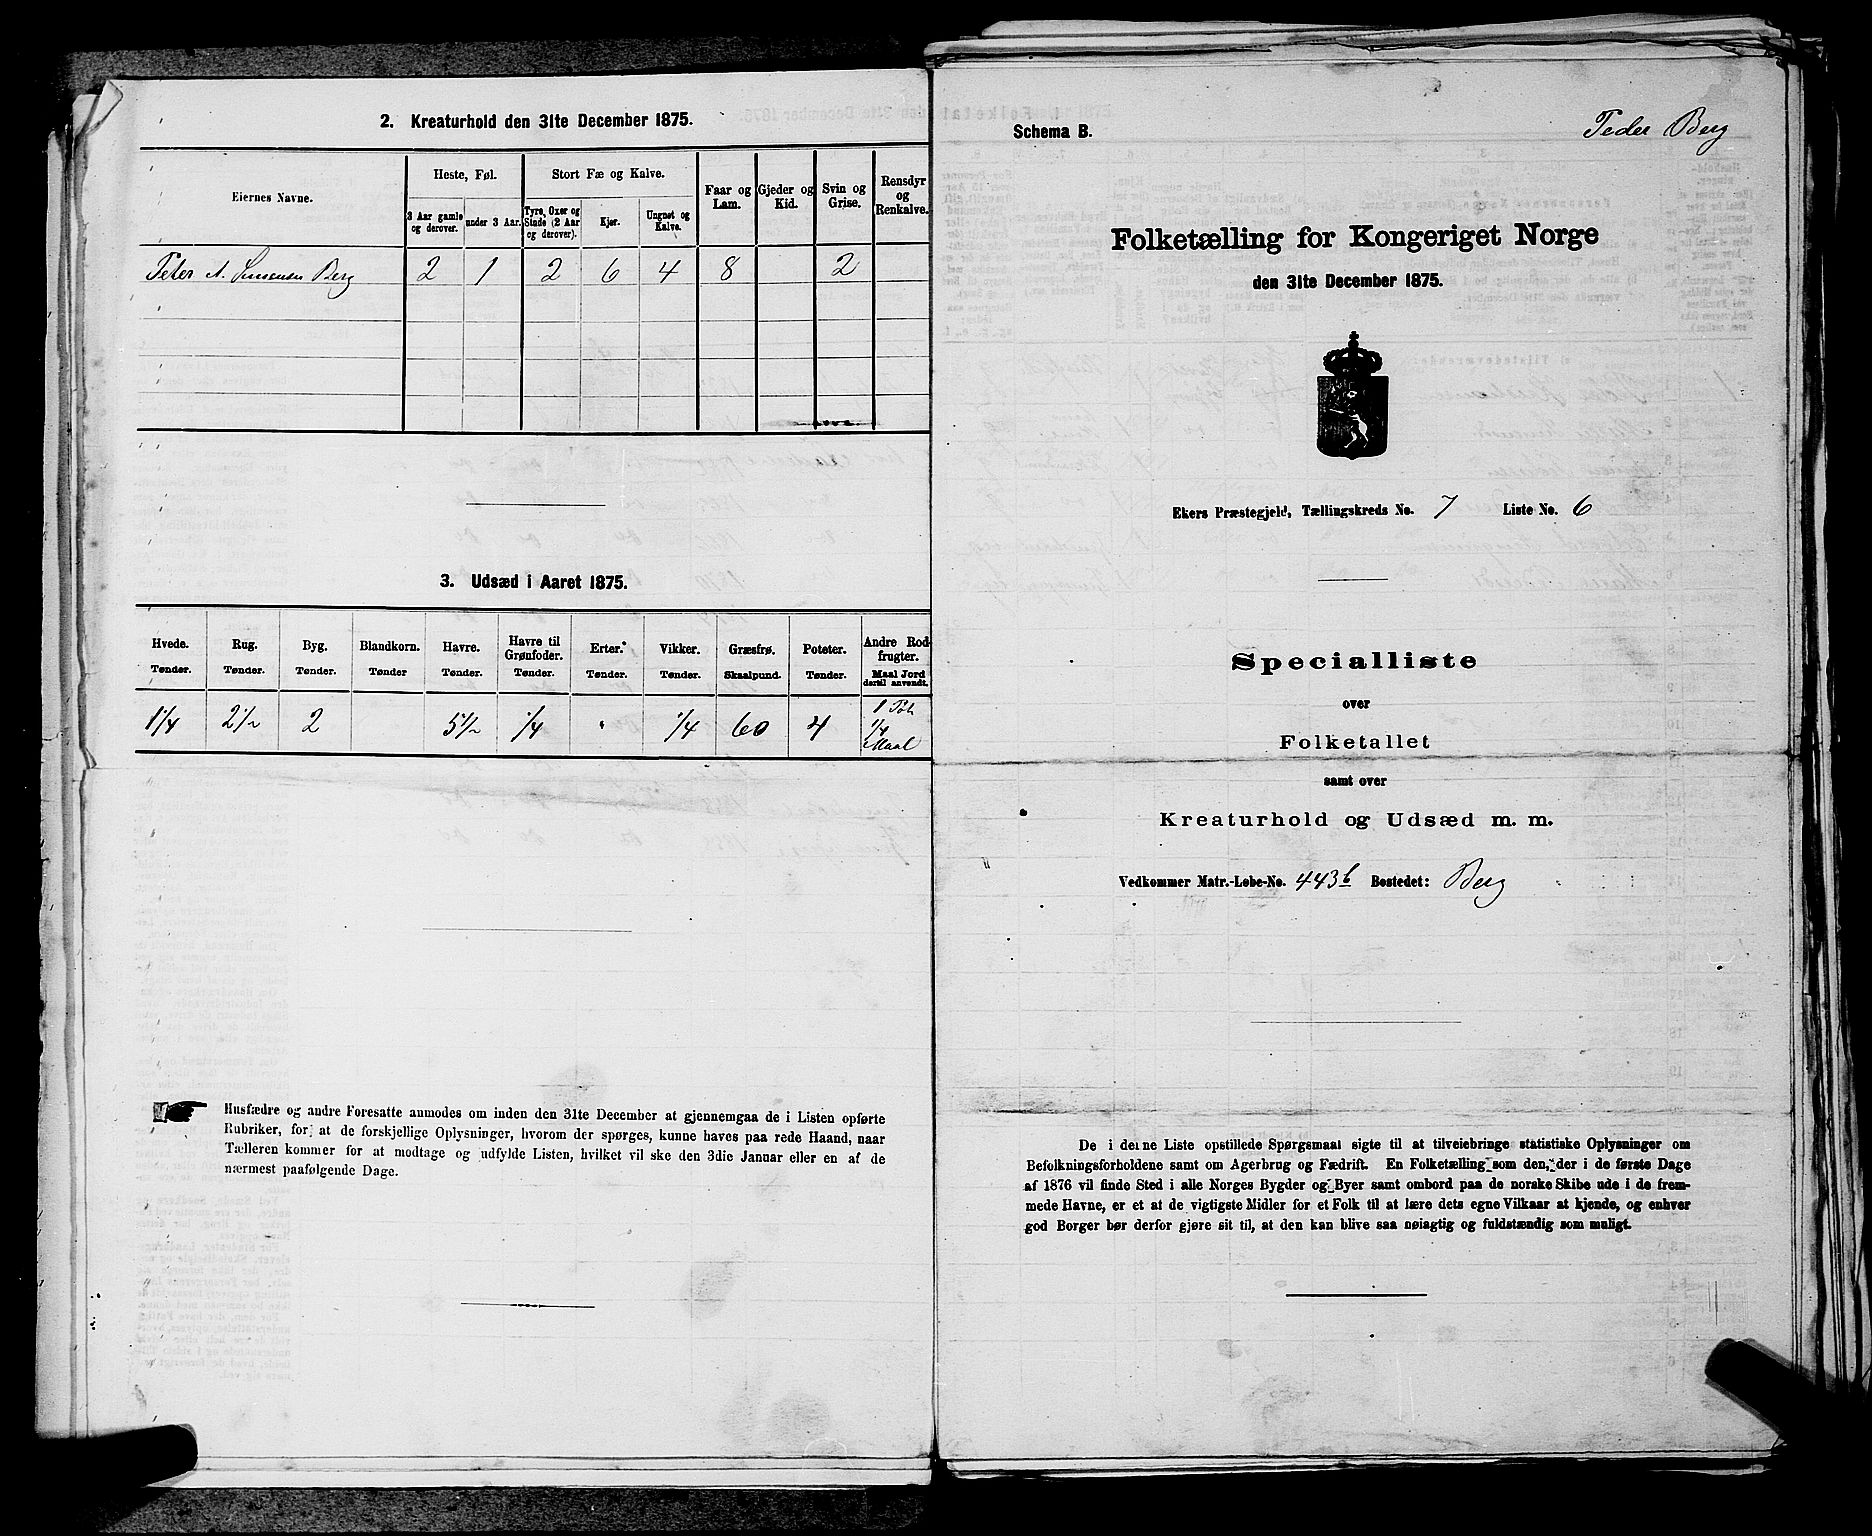 2. Kreaturhold den 31te December 1875.
Eiernes Navne.
Heste, Føl.
Stort Fæ og Kalve.
Faar og Lam.
Gjeder og Kid.
Svin og Grise.
Rensdyr og Renkalve.
3 Aar gamle og derover.
under 3 Aar.
Tyre, Oxer og Stude (2 Aar og derover).
Kjør.
Ungnøt og Kalve.
Peter A. Berg 2 1 2 6 4 8 2
3. Udsæd i Aaret 1875.
Hvede. Rug. Byg. Blandkorn. Havre. Havre til Grønfoder. Erter. Vikker. Græsfrø. Poteter. Andre Rodfrugter.
Tønder. Tønder. Tønder. Tønder Tønder. Tønder. Tønder. Tønder. Skaalpund. Tønder. Maal Jord dertil anvendt.
1 1/4 2 1/2 2 5 1/2 1/4 " 1/4 60 4 1/4 Maal
Husfædre og andre Foresatte anmodes om inden den 31te December at gjennemgaa de i Listen opførte
Rubriker, for at de forskjellige Oplysninger, hvorom der spørges, kunne haves paa rede Haand, naar
Tælleren kommer for at modtage og udfylde Listen, hvilket vil ske den 3die Januar eller en af de
nærmest paafølgende Dage.
Schema B.
Peder Berg
Folketælling for Kongeriget Norge
den 31te December 1875.
Ekers Præstegjeld, Tællingskreds No. 7 Liste No. 6
Specialliste
over
Folketallet
samt over
Kreaturhold og Udsæd m. m.
Vedkommer Matr.-Løbe-No. 443b Bostedet: Berg
De i denne Liste opstillede Spørgsmaal sigte til at tilveiebringe statistiske Oplysninger om
Befolkningsforholdene samt om Agerbrug og Fædrift. En Folketælling som den, der i de første Dage
af 1876 vil finde Sted i alle Norges Bygder og Byer samt ombord paa de norske Skibe ude i de frem-
mede Havne, er et af de vigtigste Midler for et Folk til at lære dets egne Vilkaar at kjende, og enhver
god Borger bør derfor gjøre sit til, at den kan blive saa nøiagtig og fuldstændig som muligt.